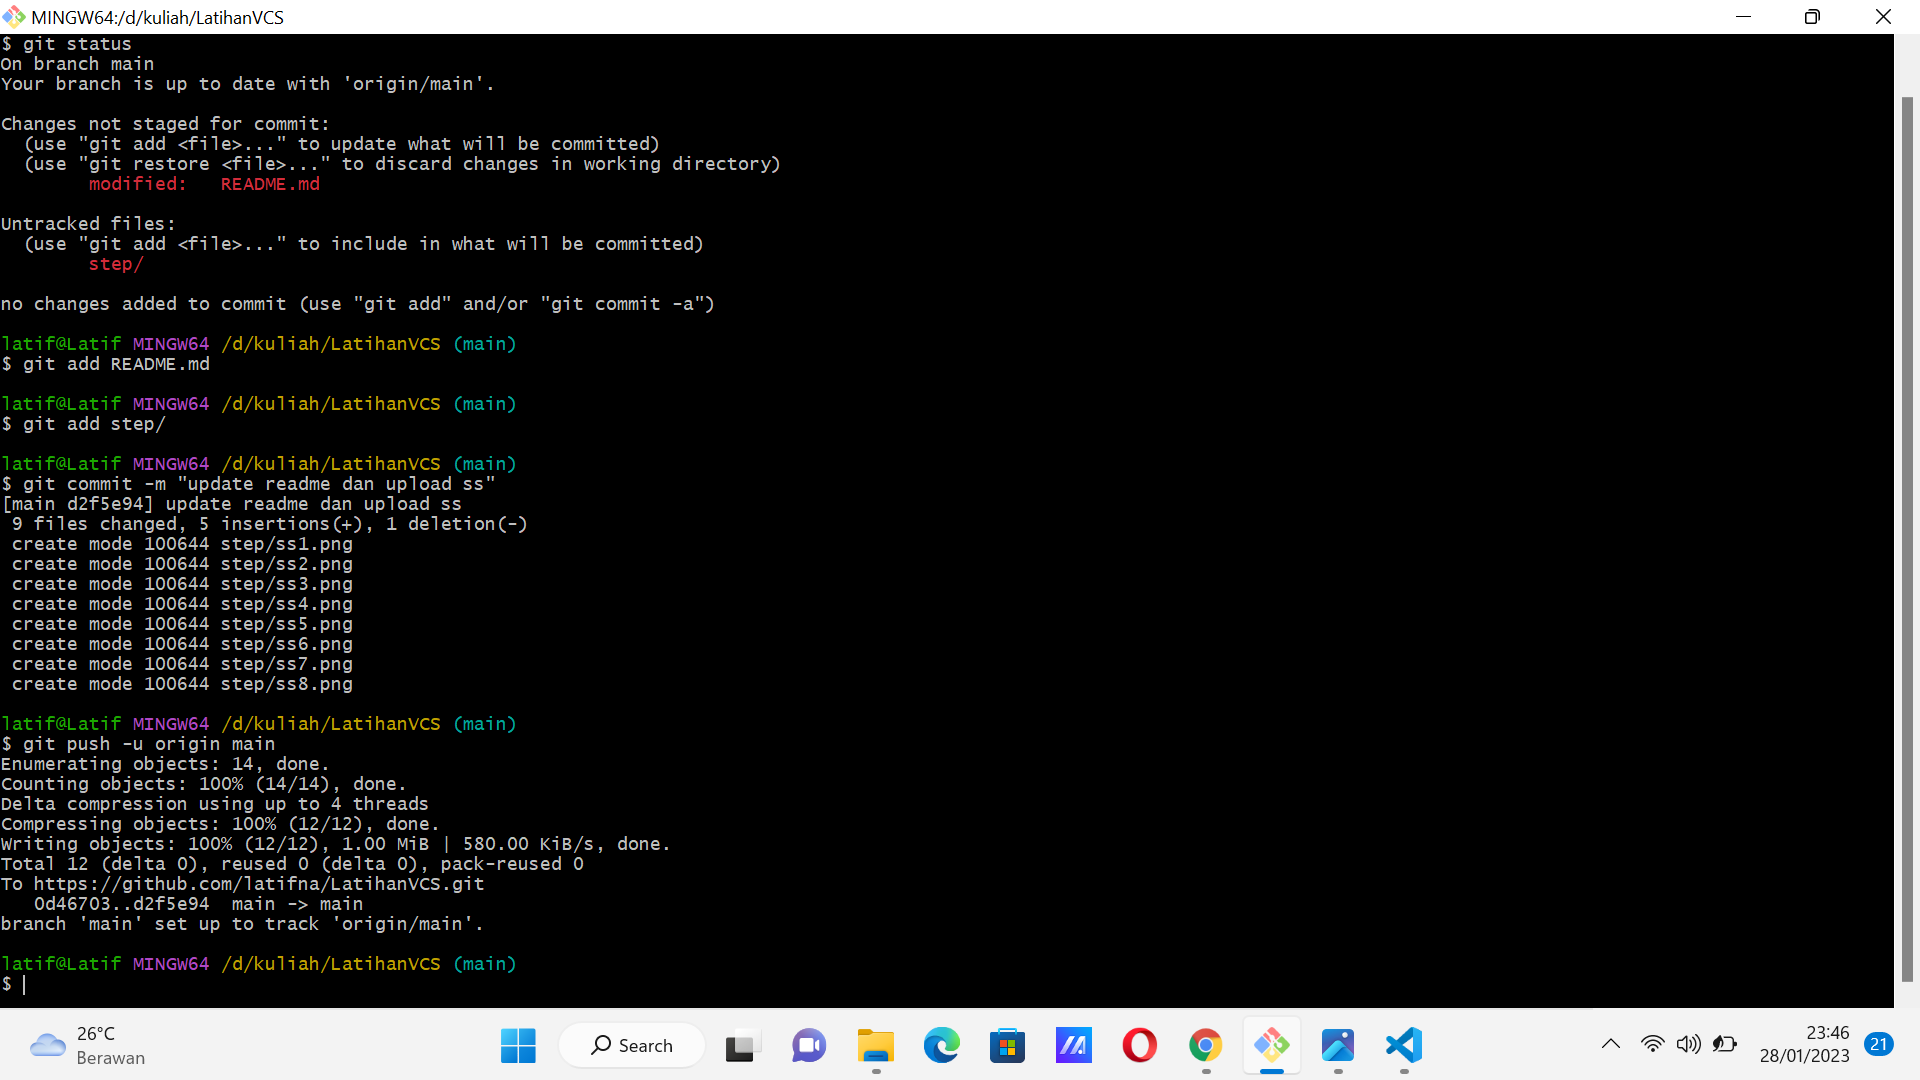 MINGW64:/d/kuliah/LatihanVCS
$ git status
On branch main
Your branch is up to date with 'origin/main'.
Changes not staged for commit:
  (use "git add <file>..." to update what will be committed)
  (use "git restore <file>..." to discard changes in working directory)
        modified:   README.md
Untracked files:
  (use "git add <file>..." to include in what will be committed)
        step/
no changes added to commit (use "git add" and/or "git commit -a")
latif@Latif MINGW64 /d/kuliah/LatihanVCS (main)
$ git add README.md
latif@Latif MINGW64 /d/kuliah/LatihanVCS (main)
$ git add step/
latif@Latif MINGW64 /d/kuliah/LatihanVCS (main)
$ git commit -m "update readme dan upload ss"
[main d2f5e94] update readme dan upload ss
 9 files changed, 5 insertions(+), 1 deletion(-)
 create mode 100644 step/ss1.png
 create mode 100644 step/ss2.png
 create mode 100644 step/ss3.png
 create mode 100644 step/ss4.png
 create mode 100644 step/ss5.png
 create mode 100644 step/ss6.png
 create mode 100644 step/ss7.png
 create mode 100644 step/ss8.png
latif@Latif MINGW64 /d/kuliah/LatihanVCS (main)
$ git push -u origin main
Enumerating objects: 14, done.
Counting objects: 100% (14/14), done.
Delta compression using up to 4 threads
Compressing objects: 100% (12/12), done.
Writing objects: 100% (12/12), 1.00 MiB | 580.00 KiB/s, done.
Total 12 (delta 0), reused 0 (delta 0), pack-reused 0
To https://github.com/latifna/LatihanVCS.git
   0d46703..d2f5e94  main -> main
branch 'main' set up to track 'origin/main'.
latif@Latif MINGW64 /d/kuliah/LatihanVCS (main)
$
26°C
Berawan
Search
23:46
28/01/2023
21